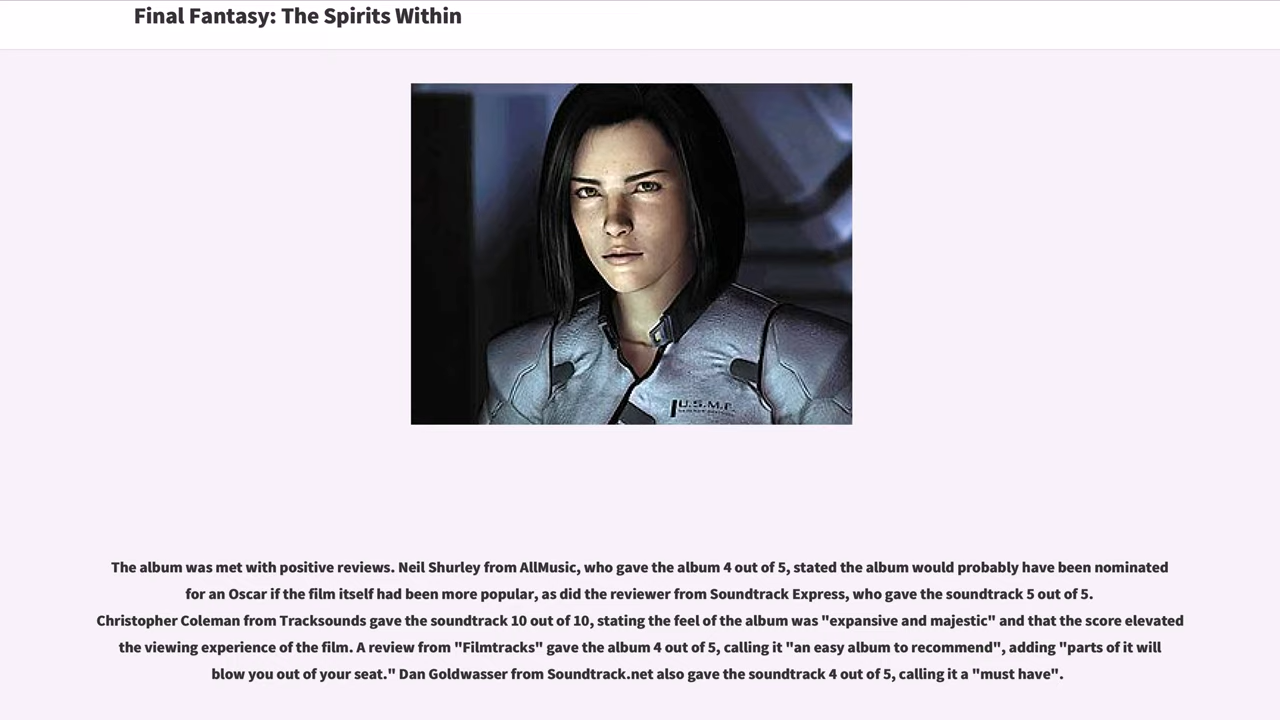 Final Fantasy: The Spirits Within
U.S.M.F.
The album was met with positive reviews. Neil Shurley from AllMusic, who gave the album 4 out of 5, stated the album would probably have been nominated
for an Oscar if the film itself had been more popular, as did the reviewer from Soundtrack Express, who gave the soundtrack 5 out of 5.
Christopher Coleman from Tracksounds gave the soundtrack 10 out of 10, stating the feel of the album was "expansive and majestic" and that the score elevated
the viewing experience of the film. A review from "Filmtracks" gave the album 4 out of 5, calling it "an easy album to recommend", adding "parts of it will
blow you out of your seat." Dan Goldwasser from Soundtrack.net also gave the soundtrack 4 out of 5, calling it a "must have".